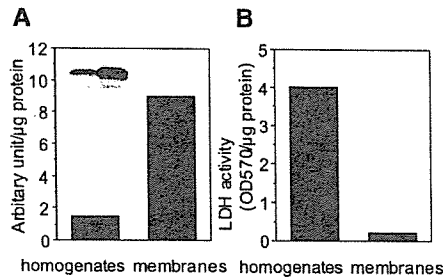 A
Arbitary unit/µg protein
12
10
8
6
4
2
0
homogenates membranes
B
LDH activity
(OD570/µg protein)
5
4
3
2
1
0
homogenates membranes